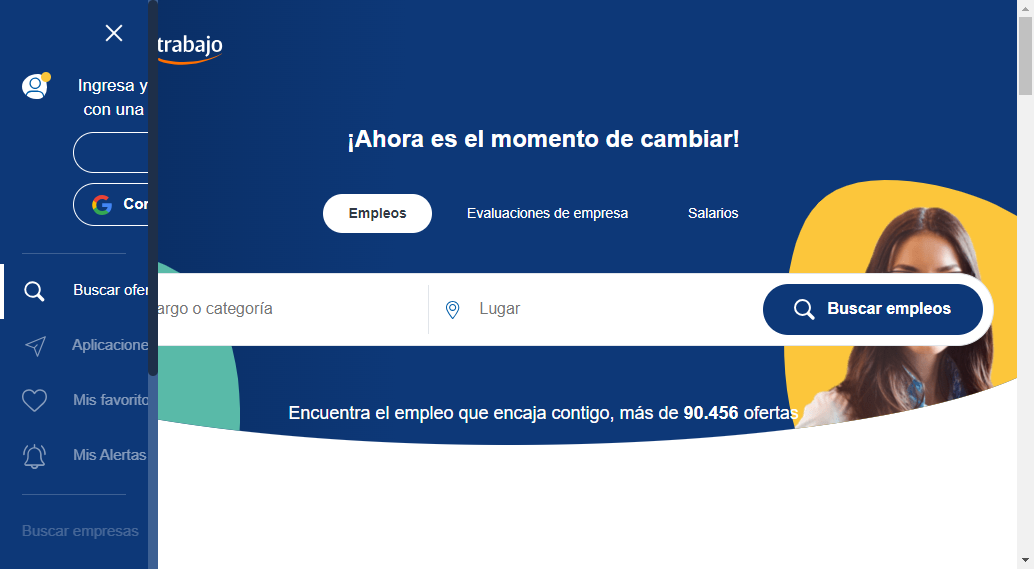 trabajo
Ingresa y
con una
Cor
Buscar ofer
Aplicacione
Mis favorito
Mis Alertas
Buscar empresas
¡Ahora es el momento de cambiar!
Empleos
Evaluaciones de empresa
Salarios
argo o categoría
Lugar
Buscar empleos
Encuentra el empleo que encaja contigo, más de 90.456 ofertas